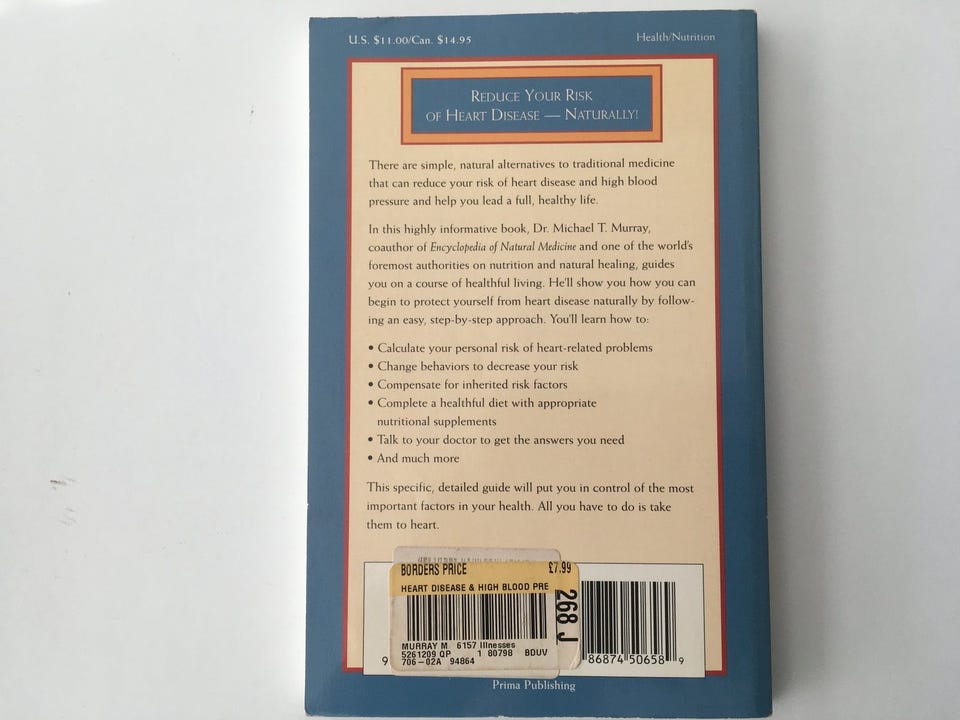 U.S. $11.00/Can. $14.95
Health/Nutrition
REDUCE YOUR RISK
OF HEART DISEASE — NATURALLY!
There are simple, natural alternatives to traditional medicine
that can reduce your risk of heart disease and high blood
pressure and help you lead a full, healthy life.
In this highly informative book, Dr. Michael T. Murray,
coauthor of Encyclopedia of Natural Medicine and one of the world's
foremost authorities on nutrition and natural healing, guides
you on a course of healthful living. He'll show you how you can
begin to protect yourself from heart disease naturally by follow-
ing an easy, step-by-step approach. You'll learn how to:
• Calculate your personal risk of heart-related problems
• Change behaviors to decrease your risk
• Compensate for inherited risk factors
• Complete a healthful diet with appropriate
nutritional supplements
• Talk to your doctor to get the answers you need
• And much more
This specific, detailed guide will put you in control of the most
important factors in your health. All you have to do is take
them to heart.
BORDERS PRICE £7.99
HEART DISEASE & HIGH BLOOD PRE
268 J
MURRAY M 6157 Illnesses
5261209 QP 1 80798 BDUV
706-02A 94864
9 86874 50658 9
Prima Publishing